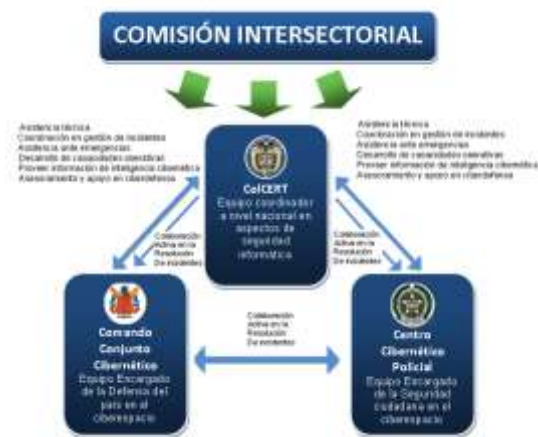 COMISIÓN INTERSECTORIAL
Asistencia técnica
Coordinación en gestión de incidentes
Asistencia ante emergencias
Desarrollo de capacidades operativas
Proveer información de inteligencia cibernética
Asesoramiento y apoyo en ciberdefensa
Asistencia técnica
Coordinación en gestión de incidentes
Asistencia ante emergencias
Desarrollo de capacidades operativas
Proveer información de inteligencia cibernética
Asesoramiento y apoyo en ciberdefensa
ColCERT
Equipo coordinador
a nivel nacional en
aspectos de
seguridad
informática
Colaboración
Activa en la
Resolución
De incidentes
Colaboración
Activa en la
Resolución
De incidentes
Comando
Conjunto
Cibernético
Equipo Encargado
de la Defensa del
país en el
ciberespacio
Colaboración
Activa en la
Resolución
De incidentes
Centro
Cibernético
Policial
Equipo Encargado
de la Seguridad
ciudadana en el
ciberespacio